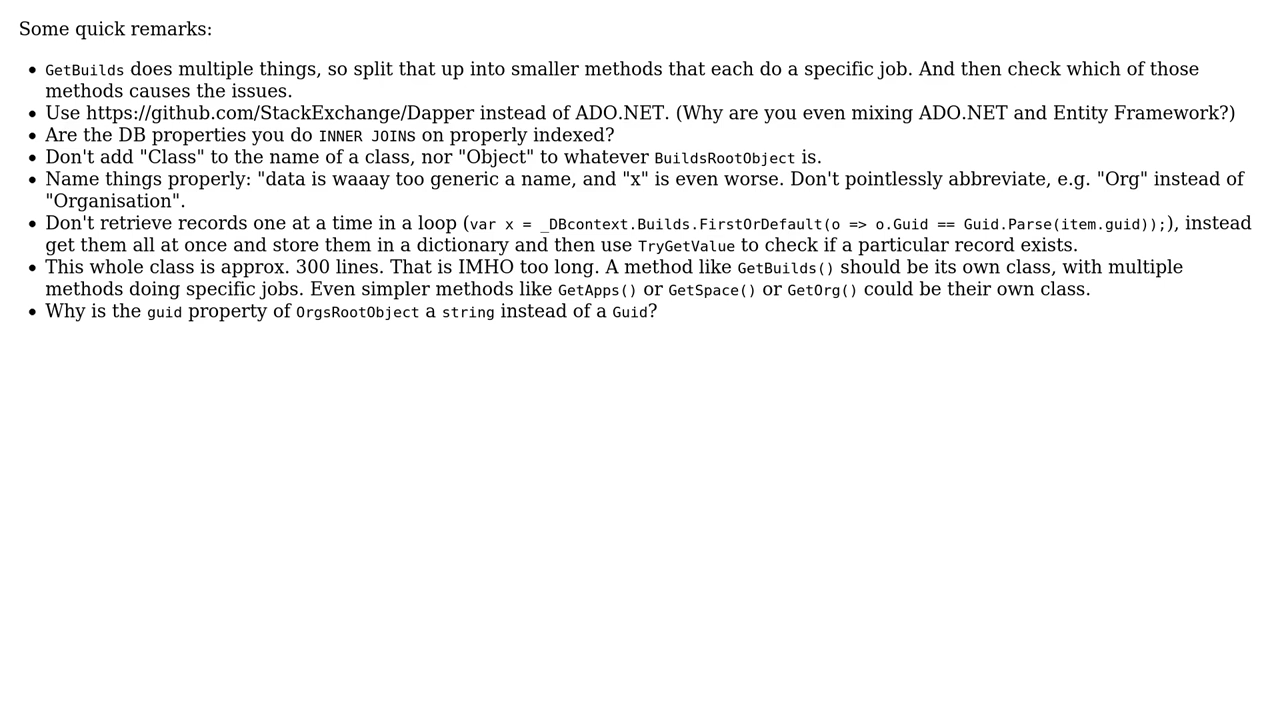 Some quick remarks:
GetBuilds does multiple things, so split that up into smaller methods that each do a specific job. And then check which of those
methods causes the issues.
Use https://github.com/StackExchange/Dapper instead of ADO.NET. (Why are you even mixing ADO.NET and Entity Framework?)
Are the DB properties you do INNER JOINs on properly indexed?
Don't add "Class" to the name of a class, nor "Object" to whatever BuildsRootObject is.
Name things properly: "data is waaay too generic a name, and "x" is even worse. Don't pointlessly abbreviate, e.g. "Org" instead of
"Organisation".
Don't retrieve records one at a time in a loop (var x = _DBcontext.Builds.FirstOrDefault(o => o.Guid == Guid.Parse(item.guid));), instead
get them all at once and store them in a dictionary and then use TryGetValue to check if a particular record exists.
This whole class is approx. 300 lines. That is IMHO too long. A method like GetBuilds() should be its own class, with multiple
methods doing specific jobs. Even simpler methods like GetApps() or GetSpace() or GetOrg() could be their own class.
Why is the guid property of OrgsRootObject a string instead of a Guid?